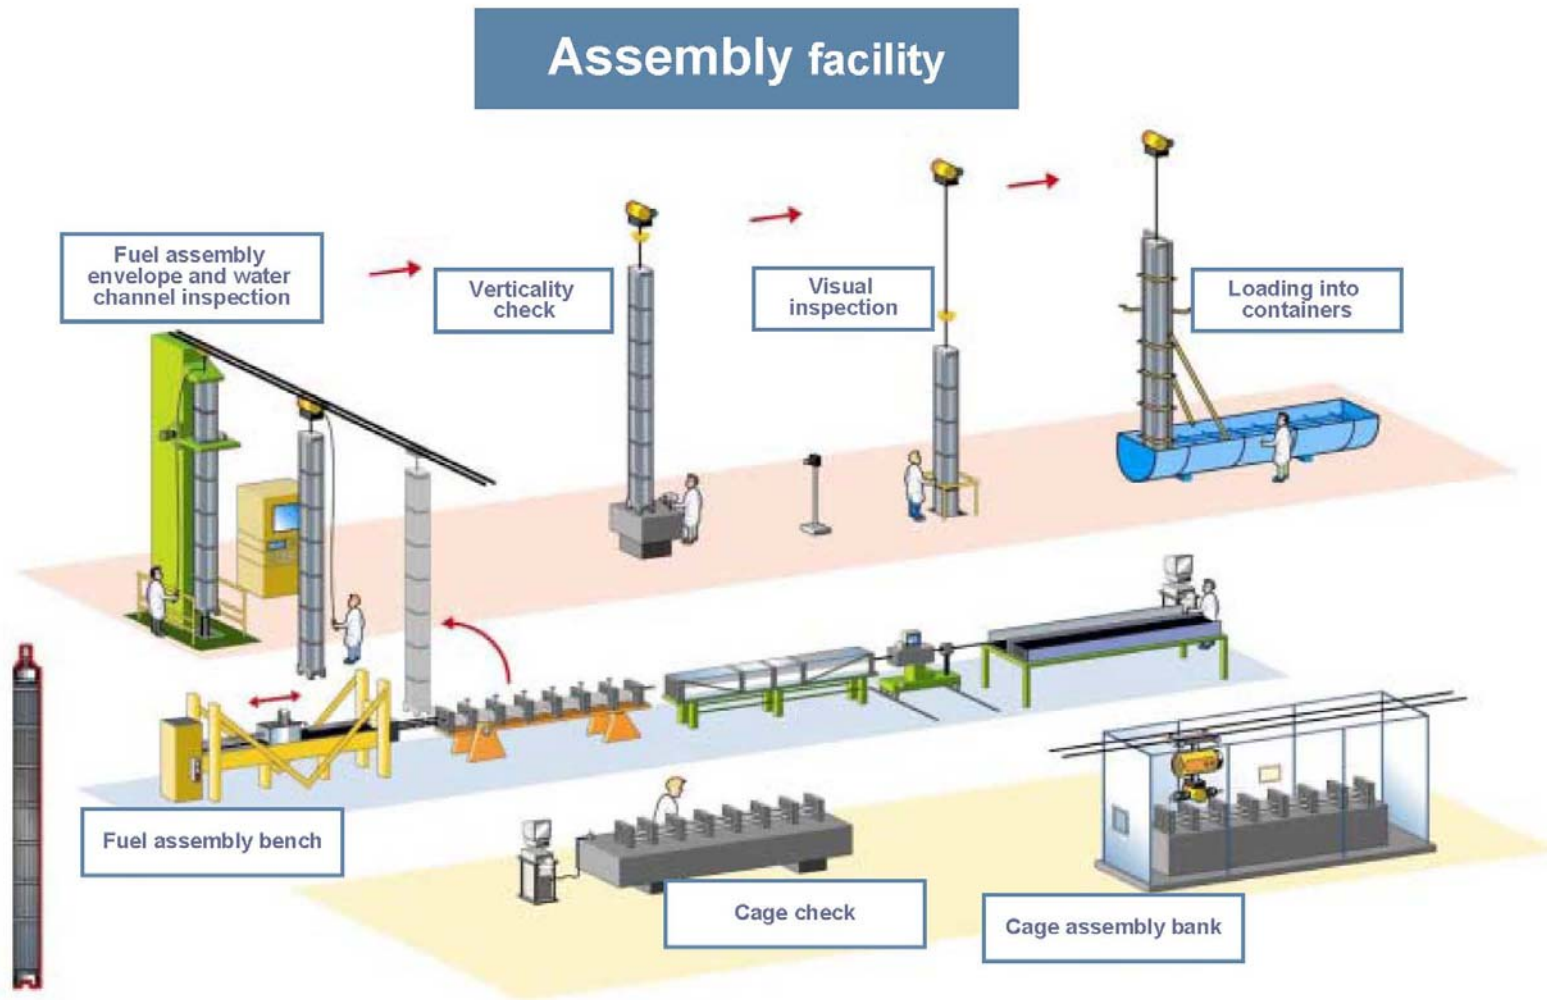 Assembly facility
Fuel assembly
envelope and water
channel inspection
Verticality
check
Visual
inspection
Loading into
containers
Fuel assembly bench
Cage check
Cage assembly bank